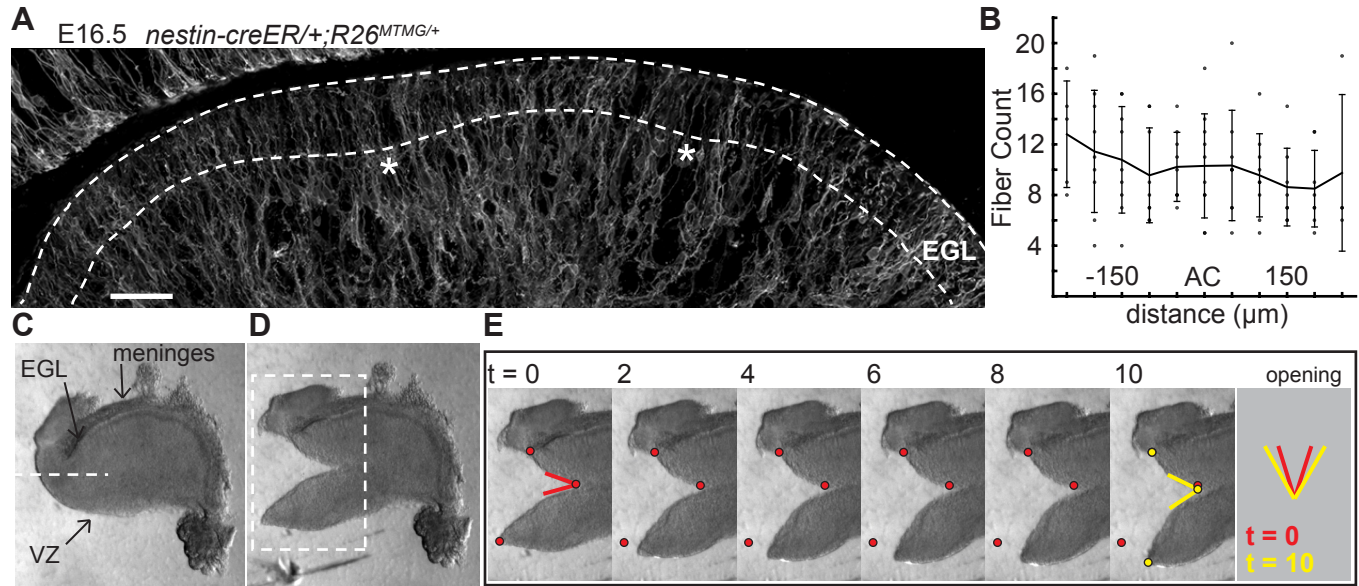 A
E16.5 nestin-creER/+;R26MTMG/+
*
*
EGL
B
20
16
12
8
4
Fiber Count
-150 AC 150
distance (µm)
C
EGL
meninges
VZ
D
E
t = 0 2 4 6 8 10 opening
t = 0
t = 10